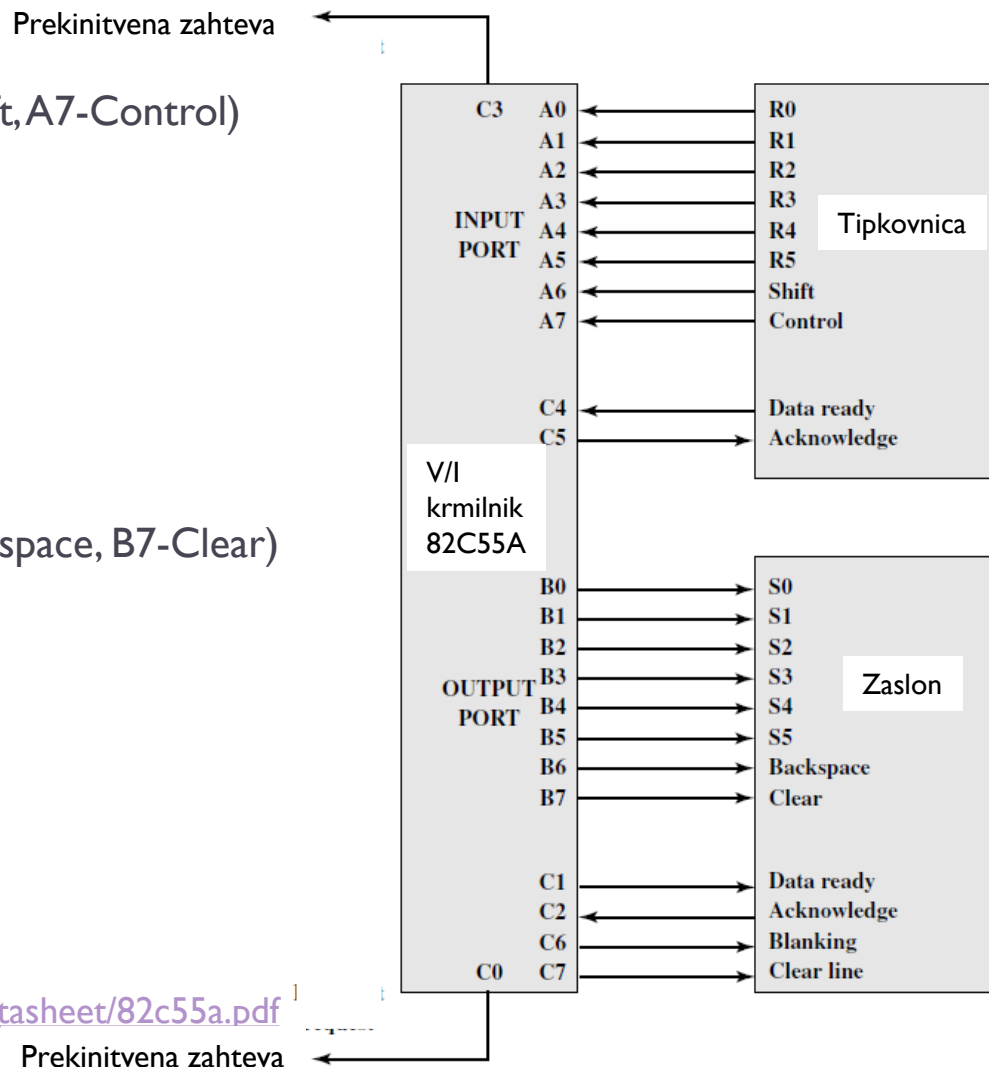 Prekinitvena zahteva
t, A7-Control)
C3 A0 R0
A1 R1
A2 R2
A3 R3
INPUT PORT
A4 R4
A5 R5
A6 Shift
A7 Control
Tipkovnica
C4 Data ready
C5 Acknowledge
V/I
krmilnik
82C55A
space, B7-Clear)
B0 S0
B1 S1
B2 S2
B3 S3
OUTPUT PORT
B4 S4
B5 S5
B6 Backspace
B7 Clear
Zaslon
C1 Data ready
C2 Acknowledge
C6 Blanking
C0 C7 Clear line
tasheet/82c55a.pdf
Prekinitvena zahteva